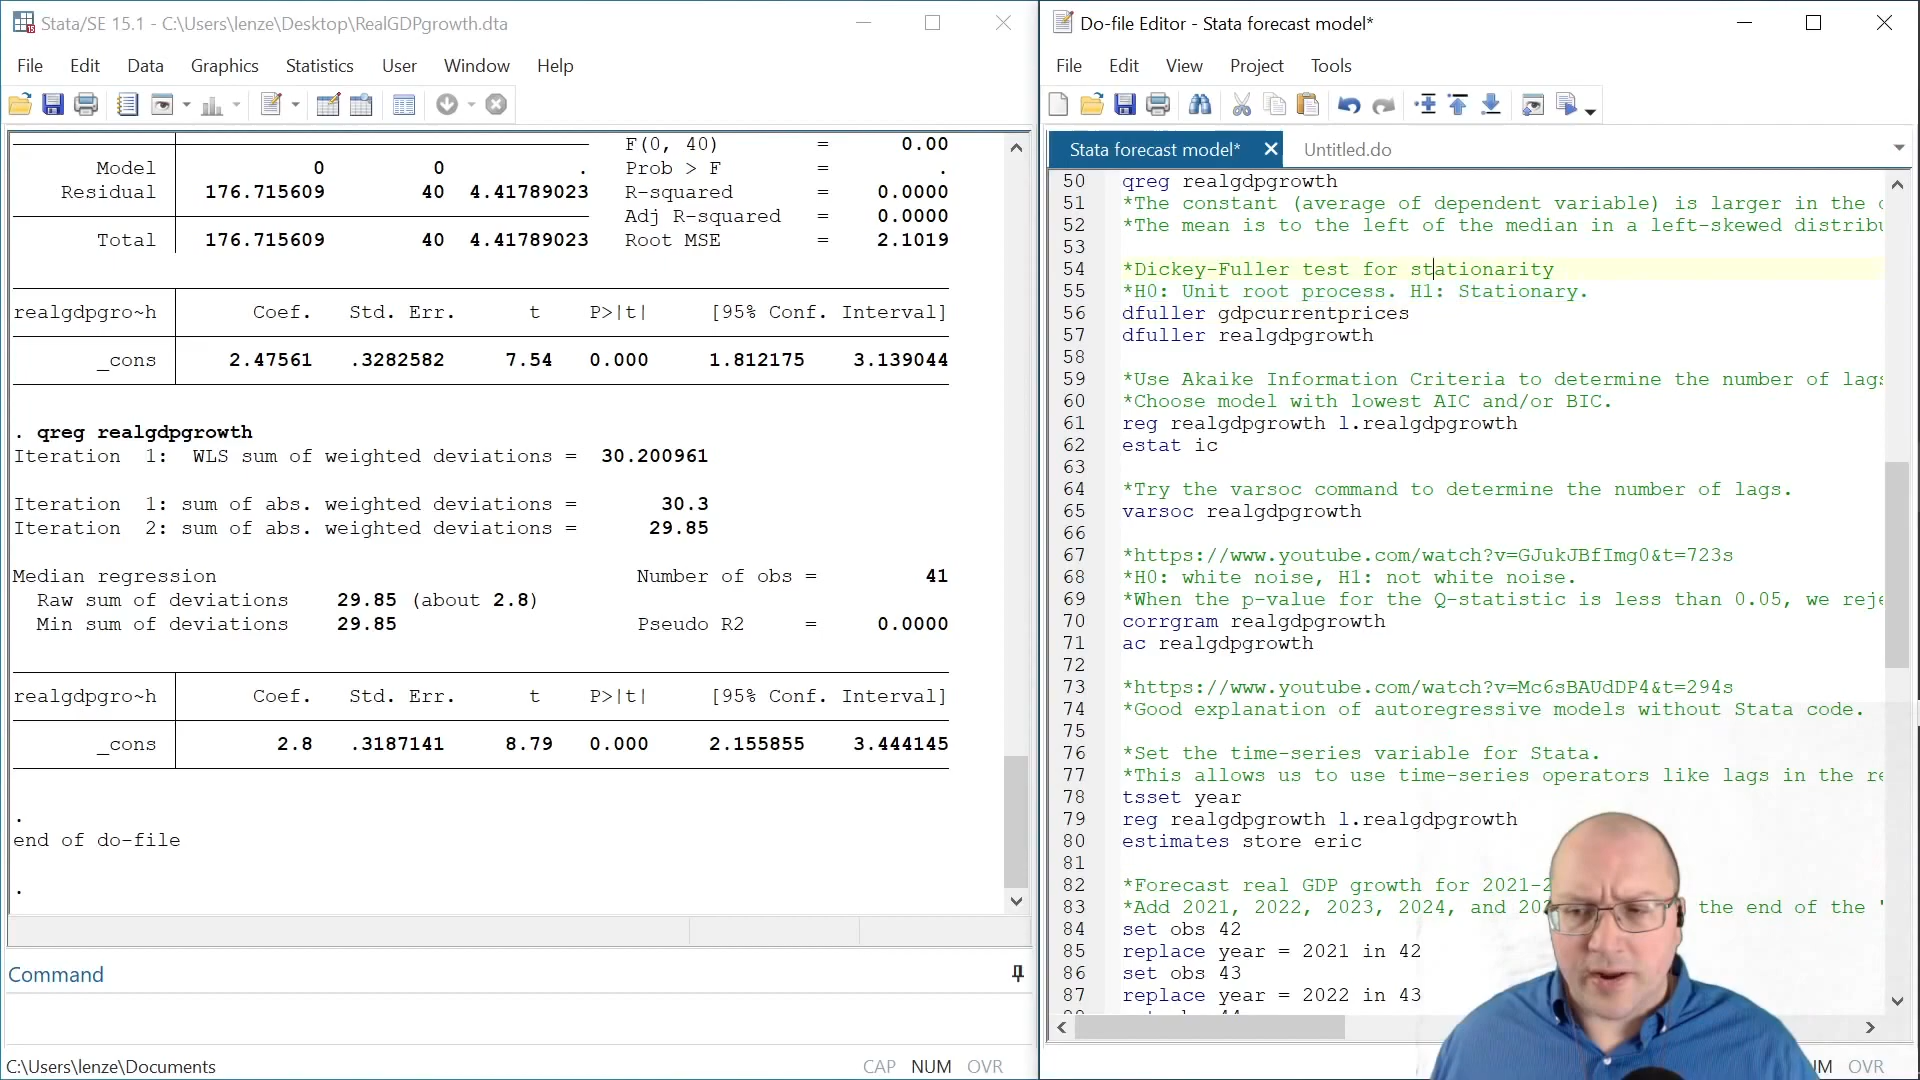 Stata/SE 15.1 - C:\Users\lenze\Desktop\RealGDPgrowth.dta
File Edit Data Graphics Statistics User Window Help
F(0, 40) = 0.00
Model 0 0 . Prob > F = .
Residual 176.715609 40 4.41789023 R-squared = 0.0000
Adj R-squared = 0.0000
Total 176.715609 40 4.41789023 Root MSE = 2.1019
realgdpgro~h Coef. Std. Err. t P>|t| [95% Conf. Interval]
_cons 2.47561 .3282582 7.54 0.000 1.812175 3.139044
. qreg realgdpgrowth
Iteration 1: WLS sum of weighted deviations = 30.200961
Iteration 1: sum of abs. weighted deviations = 30.3
Iteration 2: sum of abs. weighted deviations = 29.85
Median regression Number of obs = 41
Raw sum of deviations 29.85 (about 2.8)
Min sum of deviations 29.85 Pseudo R2 = 0.0000
realgdpgro~h Coef. Std. Err. t P>|t| [95% Conf. Interval]
_cons 2.8 .3187141 8.79 0.000 2.155855 3.444145
.
end of do-file
.
Command
C:\Users\lenze\Documents CAP NUM OVR
Do-file Editor - Stata forecast model*
File Edit View Project Tools
Stata forecast model* Untitled.do
50 qreg realgdpgrowth
51 *The constant (average of dependent variable) is larger in the
52 *The mean is to the left of the median in a left-skewed distribu
53
54 *Dickey-Fuller test for stationarity
55 *H0: Unit root process. H1: Stationary.
56 dfuller gdpcurrentprices
57 dfuller realgdpgrowth
58
59 *Use Akaike Information Criteria to determine the number of lags
60 *Choose model with lowest AIC and/or BIC.
61 reg realgdpgrowth l.realgdpgrowth
62 estat ic
63
64 *Try the varsoc command to determine the number of lags.
65 varsoc realgdpgrowth
66
67 *https://www.youtube.com/watch?v=GJukJBfImg0&t=723s
68 *H0: white noise, H1: not white noise.
69 *When the p-value for the Q-statistic is less than 0.05, we reje
70 corrgram realgdpgrowth
71 ac realgdpgrowth
72
73 *https://www.youtube.com/watch?v=Mc6sBAUdDP4&t=294s
74 *Good explanation of autoregressive models without Stata code.
75
76 *Set the time-series variable for Stata.
77 *This allows us to use time-series operators like lags in the re
78 tsset year
79 reg realgdpgrowth l.realgdpgrowth
80 estimates store eric
81
82 *Forecast real GDP growth for 2021-2
83 *Add 2021, 2022, 2023, 2024, and 20 the end of the "
84 set obs 42
85 replace year = 2021 in 42
86 set obs 43
87 replace year = 2022 in 43
OVR